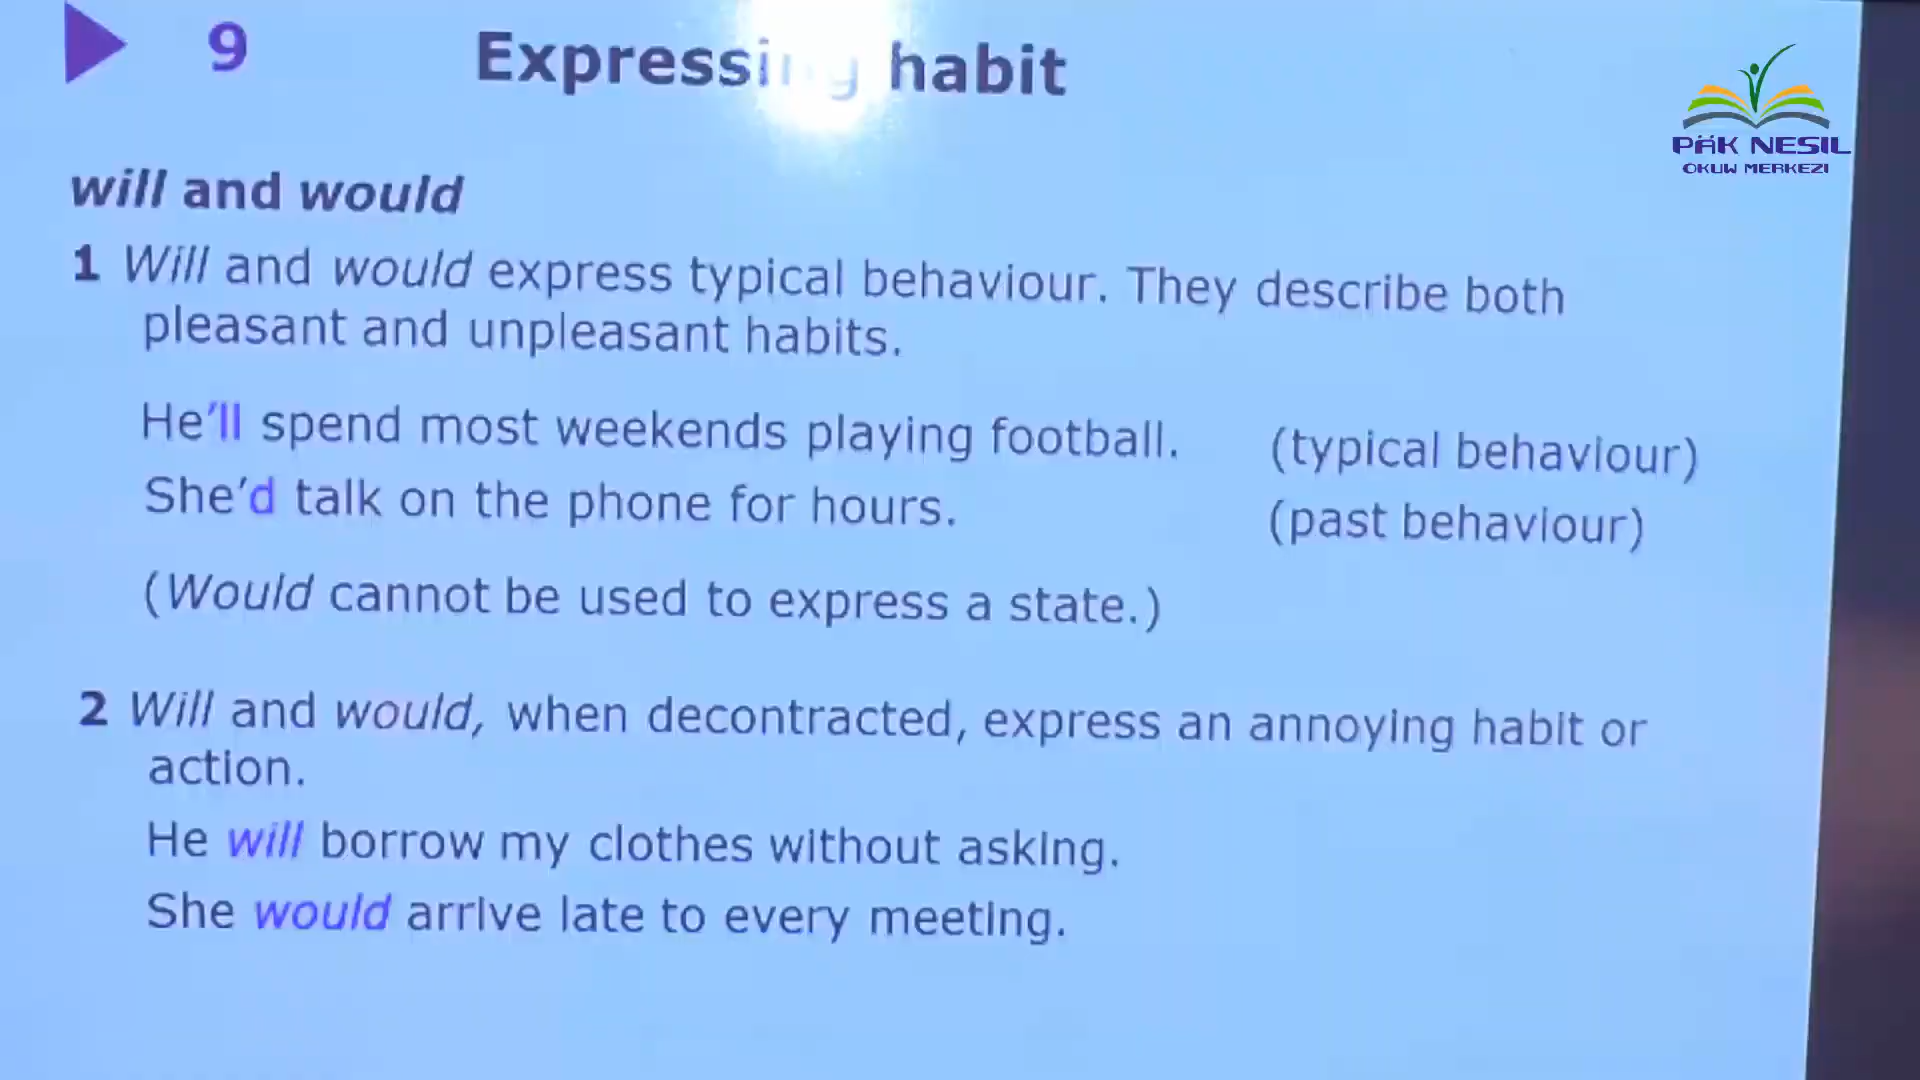 9 Expressing habit
PÄK NESIL
OKUW MERKEZI
will and would
1 Will and would express typical behaviour. They describe both
pleasant and unpleasant habits.
He'll spend most weekends playing football. (typical behaviour)
She'd talk on the phone for hours. (past behaviour)
(Would cannot be used to express a state.)
2 Will and would, when decontracted, express an annoying habit or
action.
He will borrow my clothes without asking.
She would arrive late to every meeting.